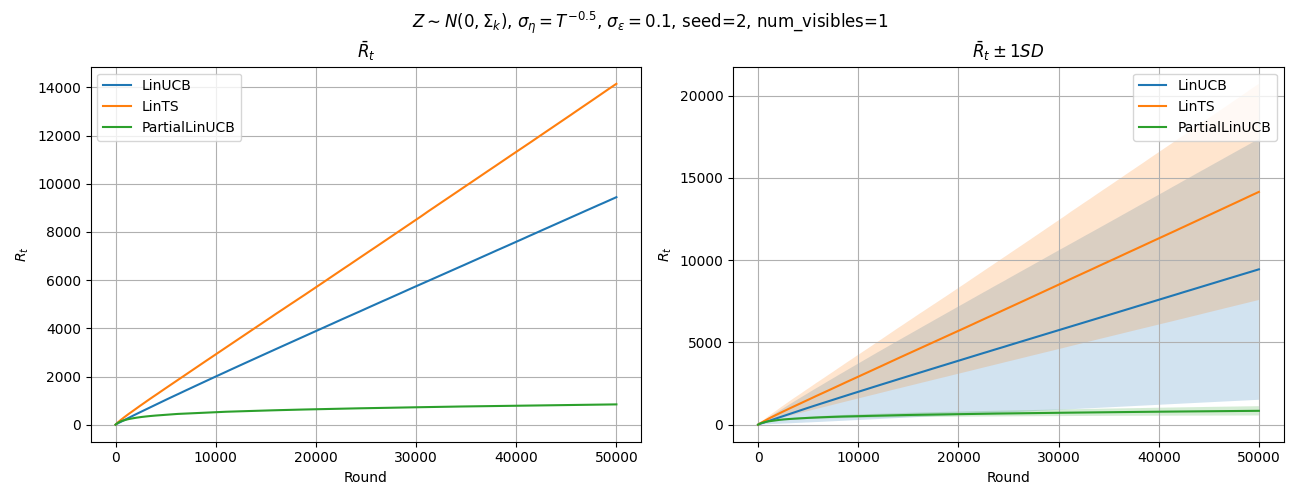 Z ∼ N(0, Σ_k), σ_η = T^{−0.5}, σ_ε = 0.1, seed=2, num_visibles=1
R̄_t
LinUCB
LinTS
PartialLinUCB
14000
12000
10000
8000
6000
4000
2000
0
R_t
0 10000 20000 30000 40000 50000
Round
R̄_t ± 1SD
LinUCB
LinTS
PartialLinUCB
20000
15000
10000
5000
0
R_t
0 10000 20000 30000 40000 50000
Round